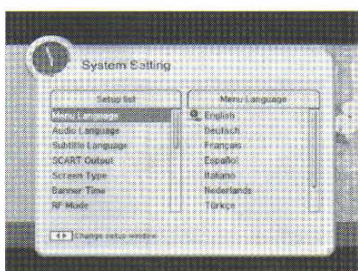 System Setting
Setup list
Menu Language
Menu Language
Audio Language
Subtitle Language
SCART Output
Screen Type
Banner Time
RF Mode
English
Deutsch
Français
Español
Italiano
Nederlands
Türkçe
Change setup window